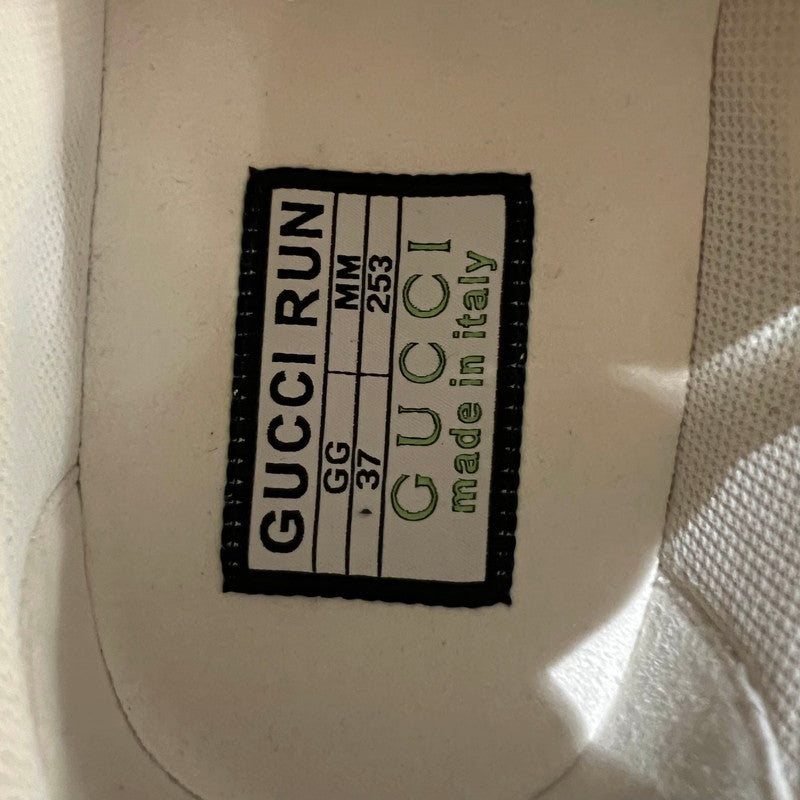 GUCCI RUN
GG MM
37 253
GUCCI
made in italy